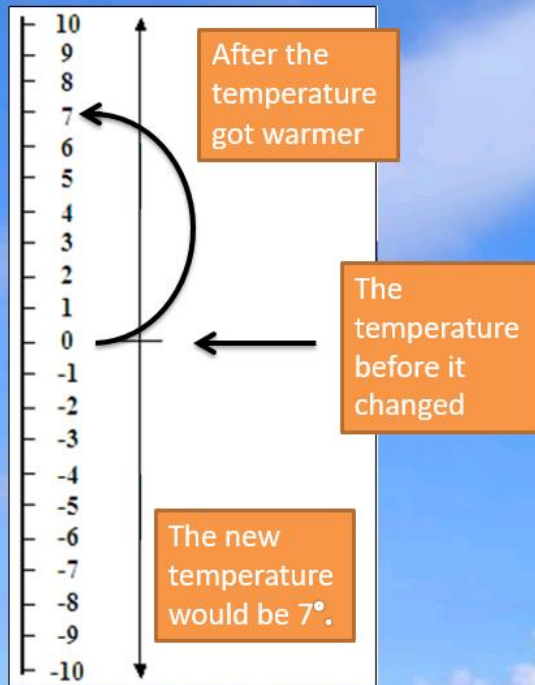 10
9
8
7
6
5
4
3
2
1
0
-1
-2
-3
-4
-5
-6
-7
-8
-9
-10
After the
temperature
got warmer
The
temperature
before it
changed
The new
temperature
would be 7°.